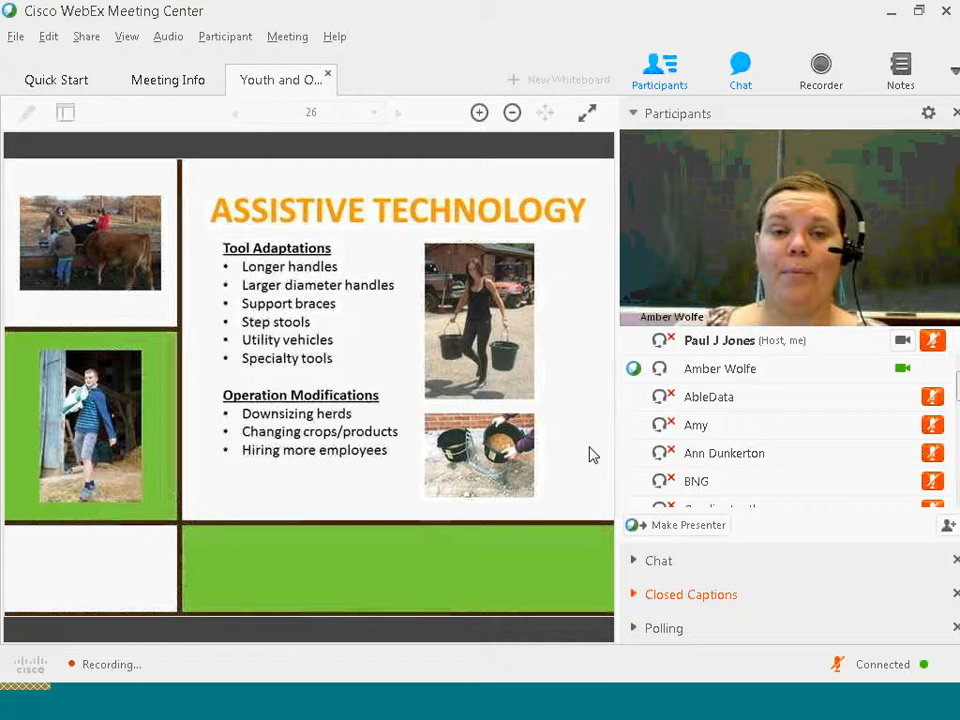 Cisco WebEx Meeting Center
File Edit Share View Audio Participant Meeting Help
Quick Start Meeting Info Youth and O... New Whiteboard
Participants Chat Recorder Notes
26
Participants
ASSISTIVE TECHNOLOGY
Tool Adaptations
• Longer handles
• Larger diameter handles
• Support braces
• Step stools
• Utility vehicles
• Specialty tools
Operation Modifications
• Downsizing herds
• Changing crops/products
• Hiring more employees
Amber Wolfe
Paul J Jones (Host, me)
Amber Wolfe
AbleData
Amy
Ann Dunkerton
BNG
Make Presenter
Chat
Closed Captions
Polling
cisco
Recording...
Connected